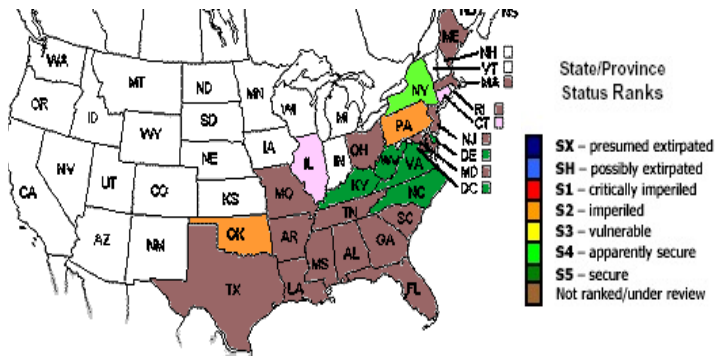 ND
NS
ME
WA
MT
ND
MN
NH
VT
MA
OR
ID
SD
WI
MI
NY
WY
IA
PA
RI
CT
NE
IL
IN
OH
NJ
NV
UT
CO
KS
MO
KY
WV
VA
DE
MD
DC
CA
AZ
NM
OK
AR
TN
NC
SC
TX
LA
MS
AL
GA
FL
State/Province
Status Ranks
SX – presumed extirpated
SH – possibly extirpated
S1 – critically imperiled
S2 – imperiled
S3 – vulnerable
S4 – apparently secure
S5 – secure
Not ranked/under review